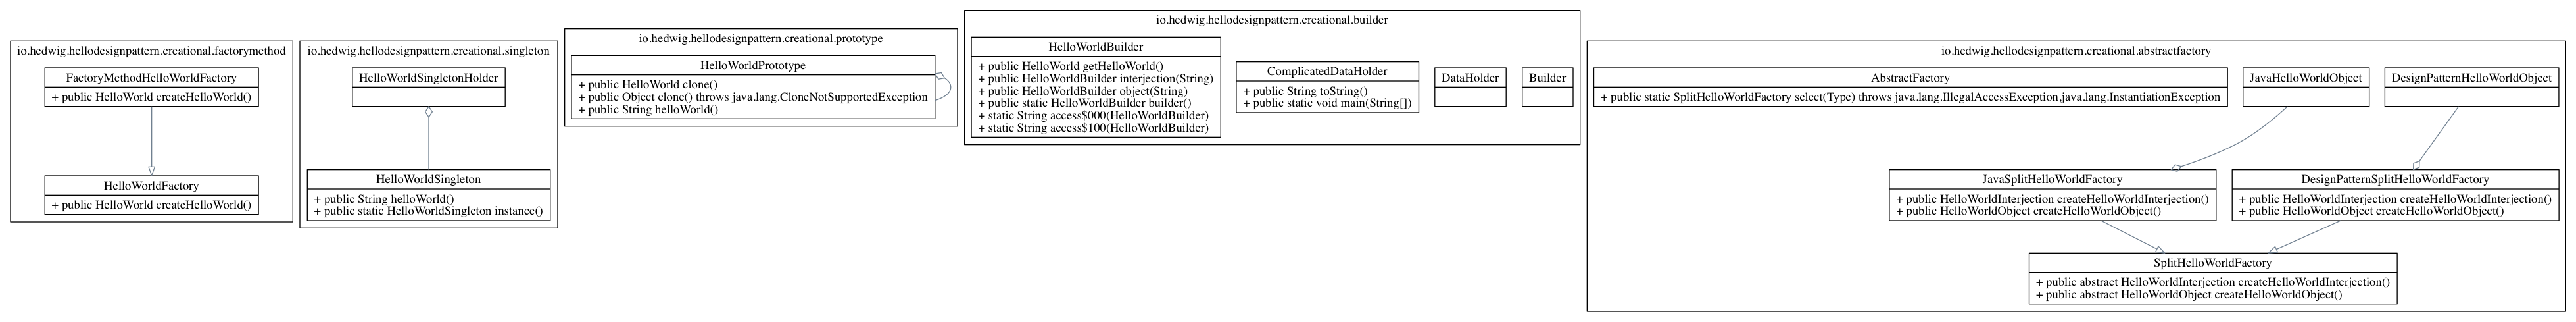 io.hedwig.hellodesignpattern.creational.factorymethod
FactoryMethodHelloWorldFactory
+ public HelloWorld createHelloWorld()
HelloWorldFactory
+ public HelloWorld createHelloWorld()
io.hedwig.hellodesignpattern.creational.singleton
HelloWorldSingletonHolder
HelloWorldSingleton
+ public String helloWorld()
+ public static HelloWorldSingleton instance()
io.hedwig.hellodesignpattern.creational.prototype
HelloWorldPrototype
+ public HelloWorld clone()
+ public Object clone() throws java.lang.CloneNotSupportedException
+ public String helloWorld()
io.hedwig.hellodesignpattern.creational.builder
HelloWorldBuilder
+ public HelloWorld getHelloWorld()
+ public HelloWorldBuilder interjection(String)
+ public HelloWorldBuilder object(String)
+ public static HelloWorldBuilder builder()
+ static String access$000(HelloWorldBuilder)
+ static String access$100(HelloWorldBuilder)
ComplicatedDataHolder
+ public String toString()
+ public static void main(String[])
DataHolder
Builder
io.hedwig.hellodesignpattern.creational.abstractfactory
AbstractFactory
+ public static SplitHelloWorldFactory select(Type) throws java.lang.IllegalAccessException,java.lang.InstantiationException
JavaHelloWorldObject
DesignPatternHelloWorldObject
JavaSplitHelloWorldFactory
+ public HelloWorldInterjection createHelloWorldInterjection()
+ public HelloWorldObject createHelloWorldObject()
DesignPatternSplitHelloWorldFactory
+ public HelloWorldInterjection createHelloWorldInterjection()
+ public HelloWorldObject createHelloWorldObject()
SplitHelloWorldFactory
+ public abstract HelloWorldInterjection createHelloWorldInterjection()
+ public abstract HelloWorldObject createHelloWorldObject()